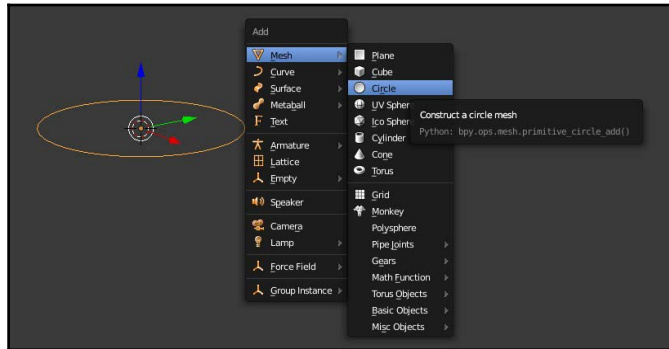 Add
Mesh
Curve
Surface
Metaball
Text
Armature
Lattice
Empty
Speaker
Camera
Lamp
Force Field
Group Instance
Plane
Cube
Circle
UV Sphere
Ico Sphere
Cylinder
Cone
Torus
Grid
Monkey
Polysphere
Pipe Joints
Gears
Math Function
Torus Objects
Basic Objects
Misc Objects
Construct a circle mesh
Python: bpy.ops.mesh.primitive_circle_add()